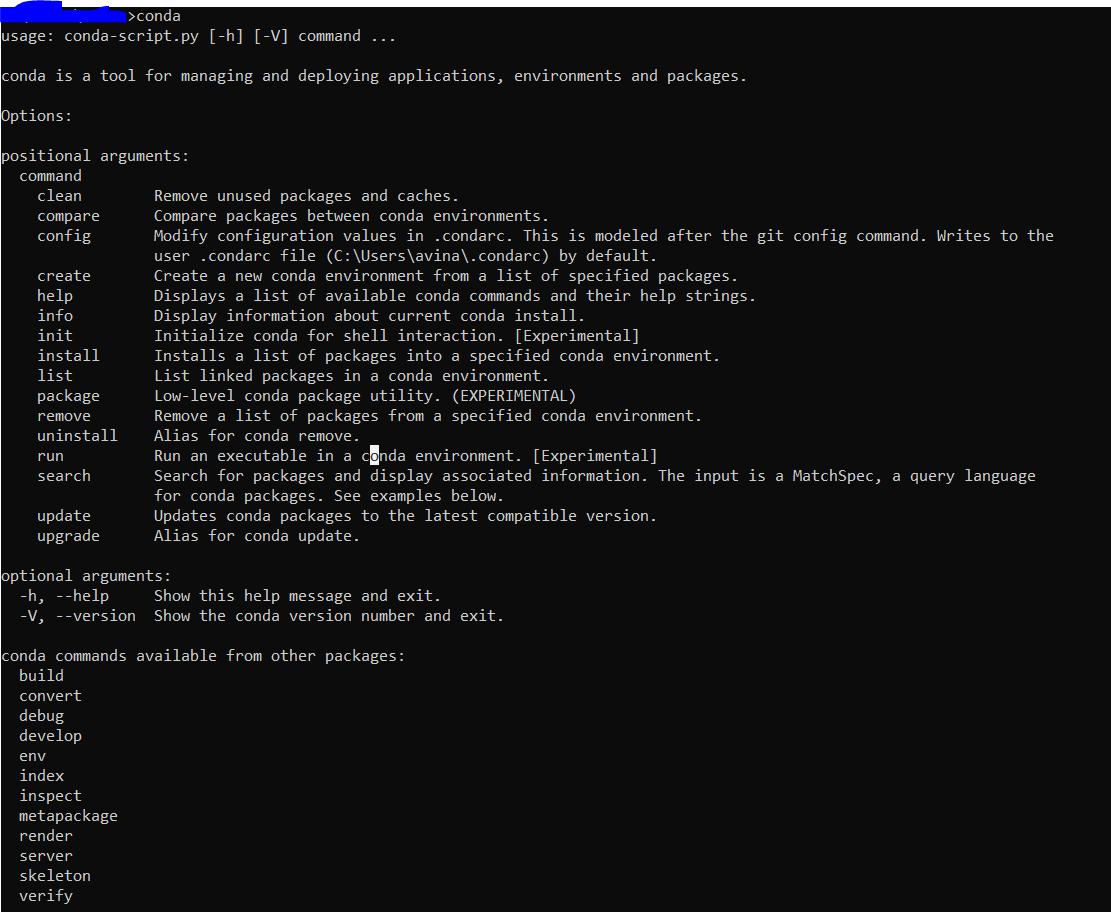 >conda
usage: conda-script.py [-h] [-V] command ...
conda is a tool for managing and deploying applications, environments and packages.
Options:
positional arguments:
command
clean Remove unused packages and caches.
compare Compare packages between conda environments.
config Modify configuration values in .condarc. This is modeled after the git config command. Writes to the
user .condarc file (C:\Users\avina\.condarc) by default.
create Create a new conda environment from a list of specified packages.
help Displays a list of available conda commands and their help strings.
info Display information about current conda install.
init Initialize conda for shell interaction. [Experimental]
install Installs a list of packages into a specified conda environment.
list List linked packages in a conda environment.
package Low-level conda package utility. (EXPERIMENTAL)
remove Remove a list of packages from a specified conda environment.
uninstall Alias for conda remove.
run Run an executable in a conda environment. [Experimental]
search Search for packages and display associated information. The input is a MatchSpec, a query language
for conda packages. See examples below.
update Updates conda packages to the latest compatible version.
upgrade Alias for conda update.
optional arguments:
-h, --help Show this help message and exit.
-V, --version Show the conda version number and exit.
conda commands available from other packages:
build
convert
debug
develop
env
index
inspect
metapackage
render
server
skeleton
verify